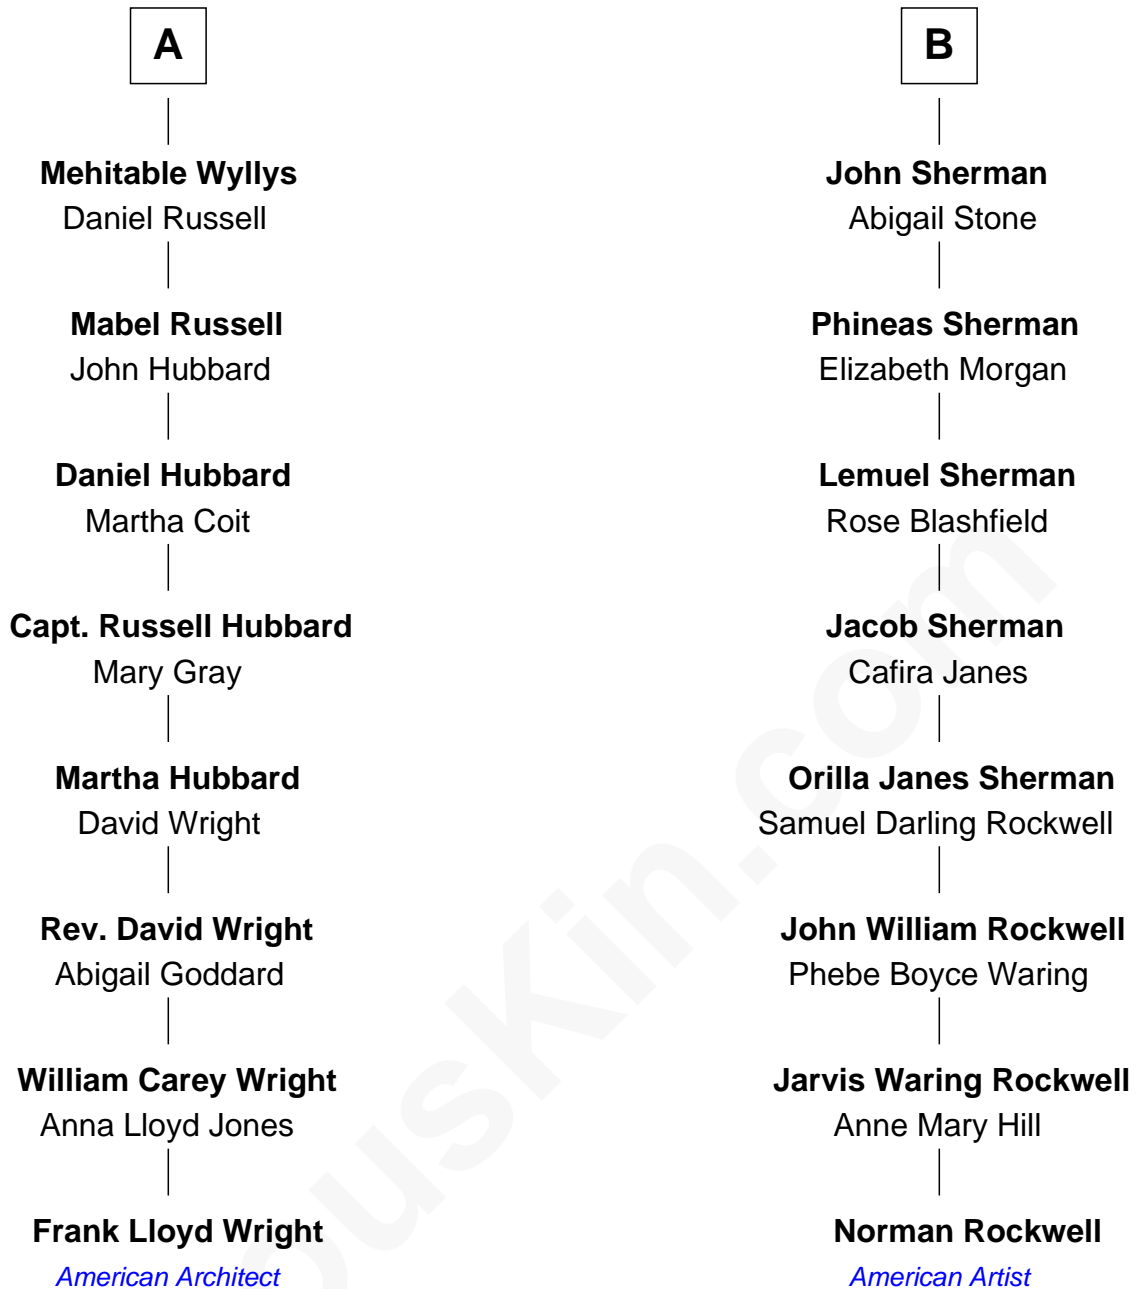 A
Mehitable Wyllys
Daniel Russell
Mabel Russell
John Hubbard
Daniel Hubbard
Martha Coit
Capt. Russell Hubbard
Mary Gray
Martha Hubbard
David Wright
Rev. David Wright
Abigail Goddard
William Carey Wright
Anna Lloyd Jones
Frank Lloyd Wright
American Architect
B
John Sherman
Abigail Stone
Phineas Sherman
Elizabeth Morgan
Lemuel Sherman
Rose Blashfield
Jacob Sherman
Cafira Janes
Orilla Janes Sherman
Samuel Darling Rockwell
John William Rockwell
Phebe Boyce Waring
Jarvis Waring Rockwell
Anne Mary Hill
Norman Rockwell
American Artist
ousKin.com